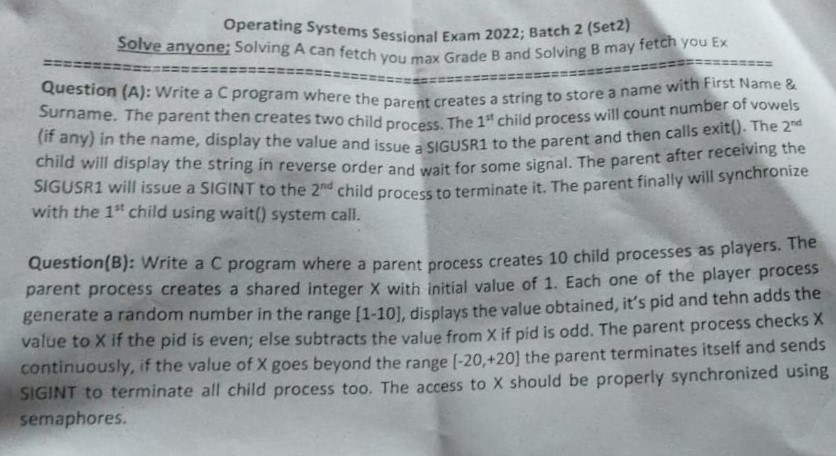 Operating Systems Sessional Exam 2022; Batch 2 (Set2)
Solve anyone; Solving A can fetch you max Grade B and Solving B may fetch you Ex
Question (A): Write a C program where the parent creates a string to store a name with First Name &
Surname. The parent then creates two child process. The 1st child process will count number of vowels
(if any) in the name, display the value and issue a SIGUSR1 to the parent and then calls exit(). The 2nd
child will display the string in reverse order and wait for some signal. The parent after receiving the
SIGUSR1 will issue a SIGINT to the 2nd child process to terminate it. The parent finally will synchronize
with the 1st child using wait() system call.
Question(B): Write a C program where a parent process creates 10 child processes as players. The
parent process creates a shared integer X with initial value of 1. Each one of the player process
generate a random number in the range [1-10], displays the value obtained, it's pid and tehn adds the
value to X if the pid is even; else subtracts the value from X if pid is odd. The parent process checks X
continuously, if the value of X goes beyond the range [-20,+20] the parent terminates itself and sends
SIGINT to terminate all child process too. The access to X should be properly synchronized using
semaphores.